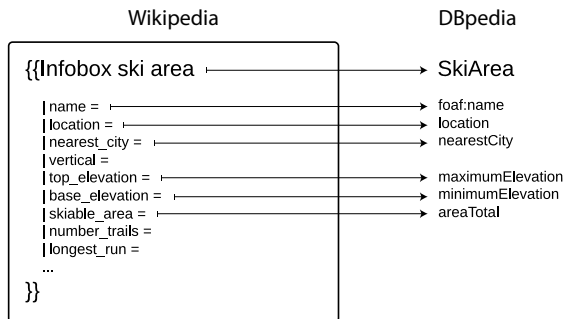 Wikipedia DBpedia
{{Infobox ski area SkiArea
| name = foaf:name
| location = location
| nearest_city = nearestCity
| vertical =
| top_elevation = maximumElevation
| base_elevation = minimumElevation
| skiable_area = areaTotal
| number_trails =
| longest_run =
...
}}